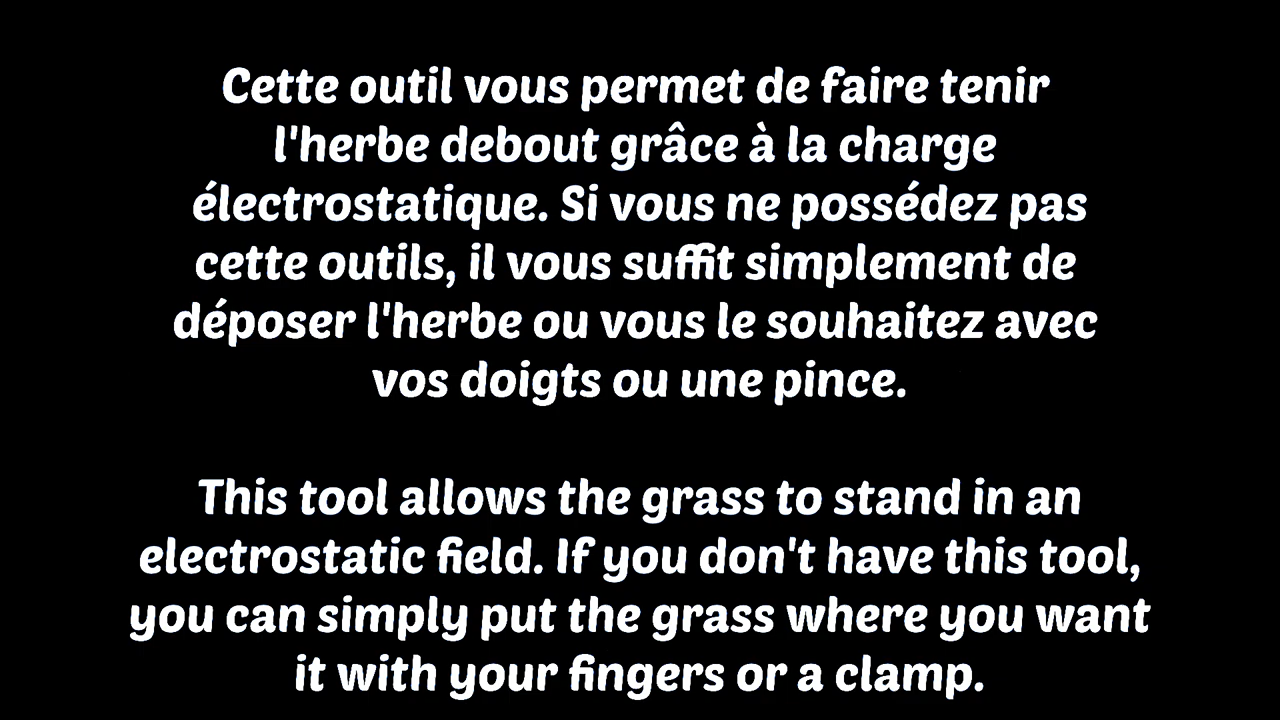 Cette outil vous permet de faire tenir
l'herbe debout grâce à la charge
électrostatique. Si vous ne possédez pas
cette outils, il vous suffit simplement de
déposer l'herbe ou vous le souhaitez avec
vos doigts ou une pince.
This tool allows the grass to stand in an
electrostatic field. If you don't have this tool,
you can simply put the grass where you want
it with your fingers or a clamp.